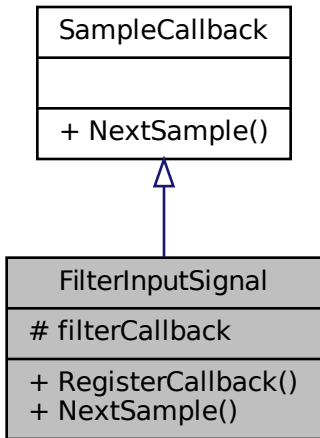 SampleCallback
+ NextSample()
FilterInputSignal
# filterCallback
+ RegisterCallback()
+ NextSample()